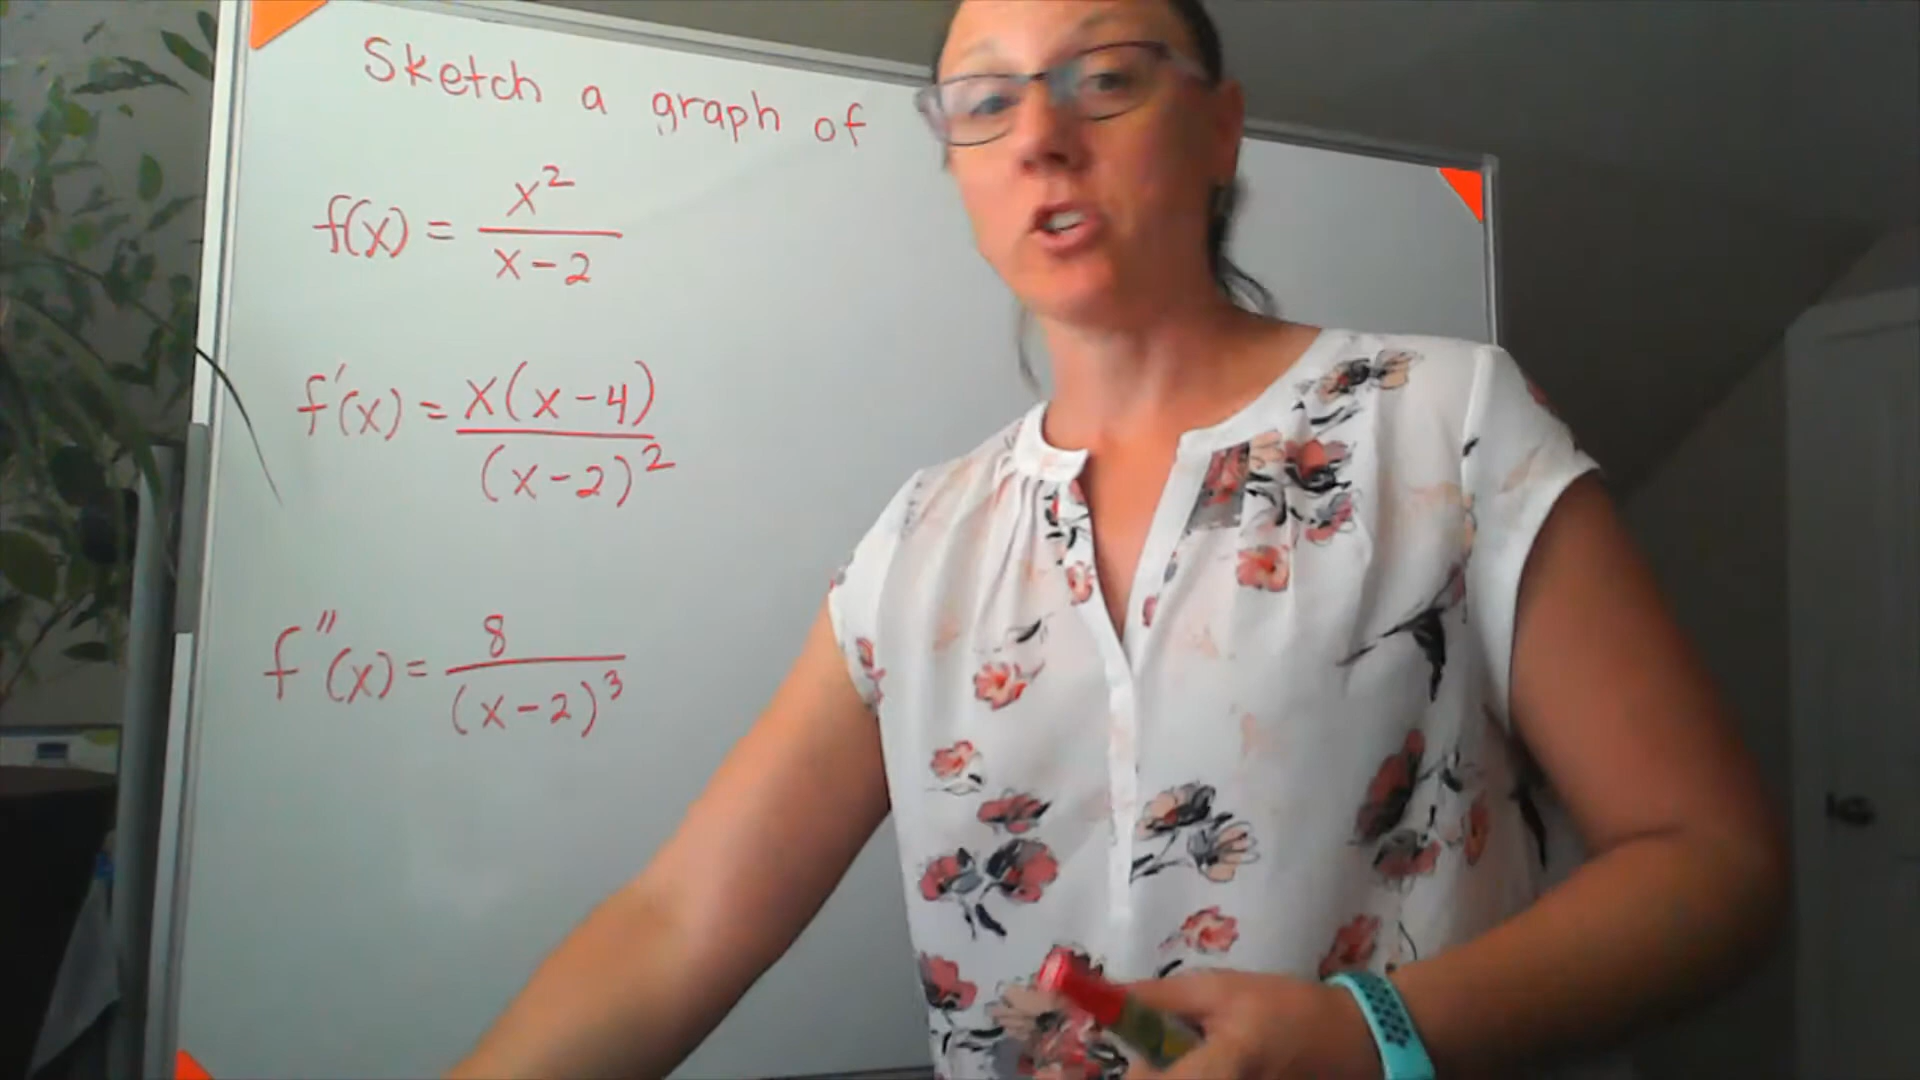 Sketch a graph of
f(x) = x²/(x-2)
f'(x) = x(x-4)/(x-2)²
f"(x) = 8/(x-2)³